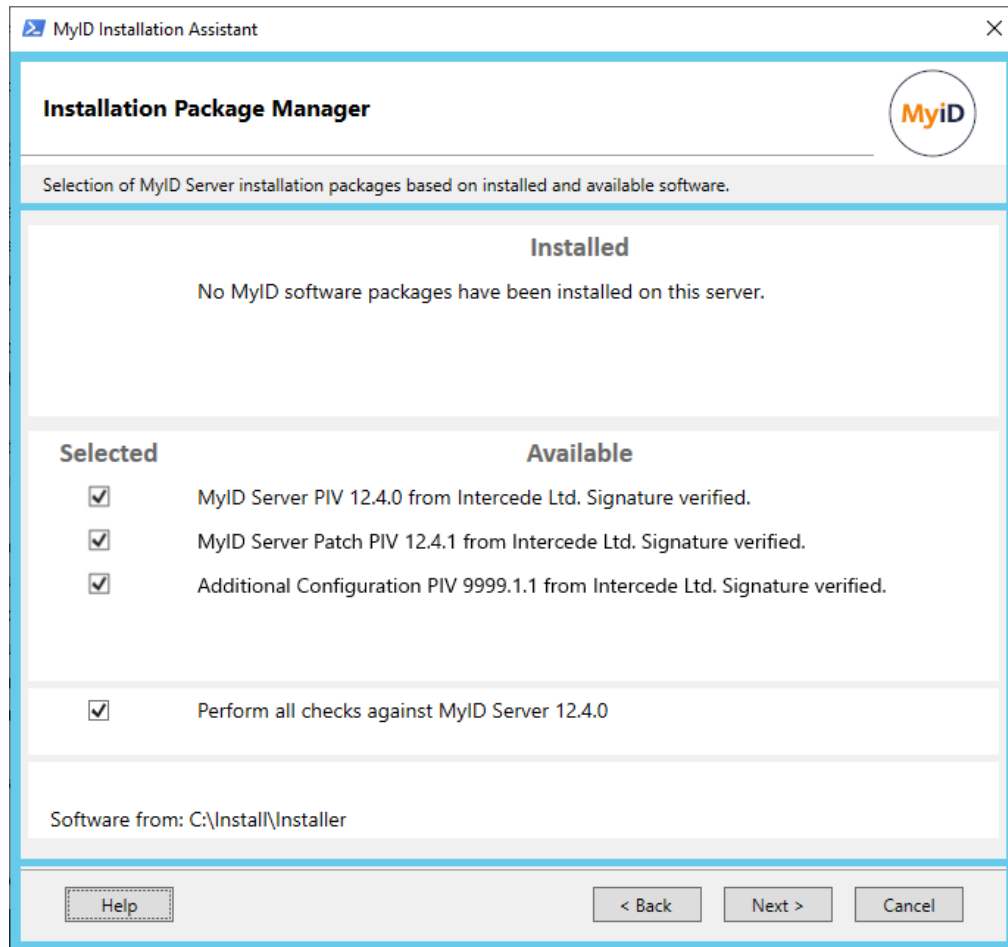 MyID Installation Assistant
Installation Package Manager
MyiD
Selection of MyID Server installation packages based on installed and available software.
Installed
No MyID software packages have been installed on this server.
Selected Available
MyID Server PIV 12.4.0 from Intercede Ltd. Signature verified.
MyID Server Patch PIV 12.4.1 from Intercede Ltd. Signature verified.
Additional Configuration PIV 9999.1.1 from Intercede Ltd. Signature verified.
Perform all checks against MyID Server 12.4.0
Software from: C:\Install\Installer
Help < Back Next > Cancel